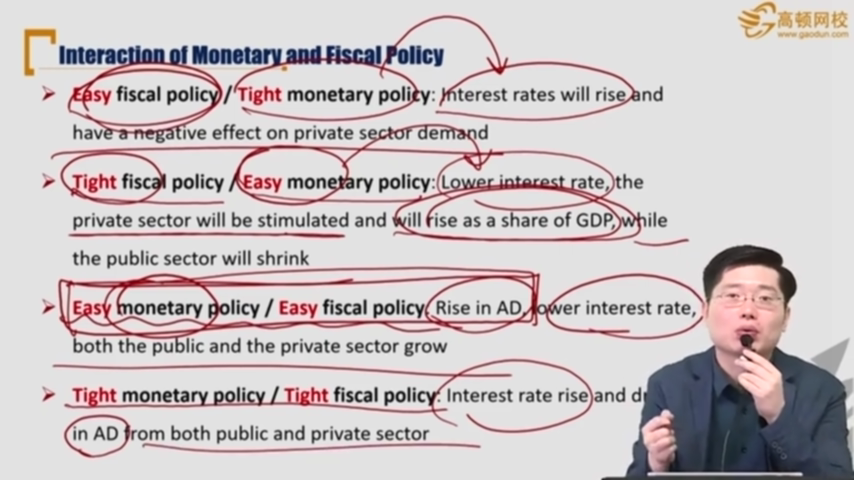 高顿网校
www.gaodun.com
Interaction of Monetary and Fiscal Policy
Easy fiscal policy / Tight monetary policy: Interest rates will rise and
have a negative effect on private sector demand
Tight fiscal policy / Easy monetary policy: Lower interest rate, the
private sector will be stimulated and will rise as a share of GDP, while
the public sector will shrink
Easy monetary policy / Easy fiscal policy: Rise in AD, lower interest rate,
both the public and the private sector grow
Tight monetary policy / Tight fiscal policy: Interest rate rise and
in AD from both public and private sector